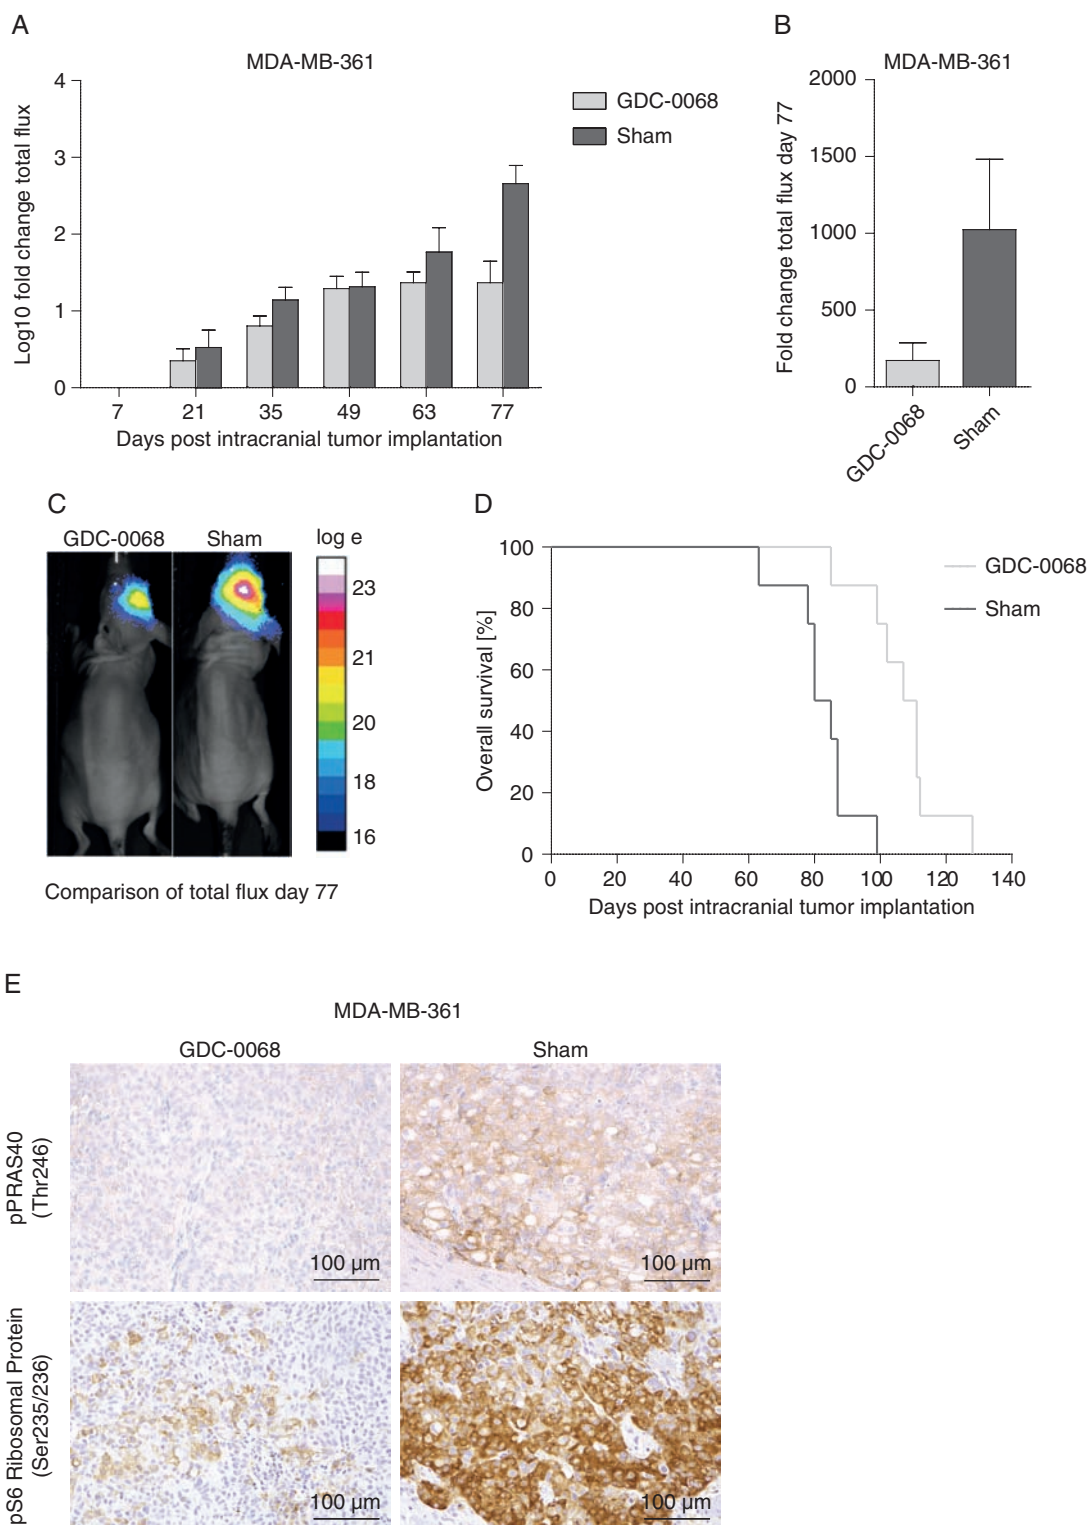 A
MDA-MB-361
Log10 fold change total flux
4
3
2
1
0
7 21 35 49 63 77
Days post intracranial tumor implantation
GDC-0068
Sham
B
MDA-MB-361
Fold change total flux day 77
2000
1500
1000
500
0
GDC-0068
Sham
C
GDC-0068 Sham
log e
23
21
20
18
16
Comparison of total flux day 77
D
Overall survival [%]
100
80
60
40
20
0
0 20 40 60 80 100 120 140
Days post intracranial tumor implantation
GDC-0068
Sham
E
MDA-MB-361
GDC-0068 Sham
pPRAS40
(Thr246)
100 µm 100 µm
pS6 Ribosomal Protein
(Ser235/236)
100 µm 100 µm